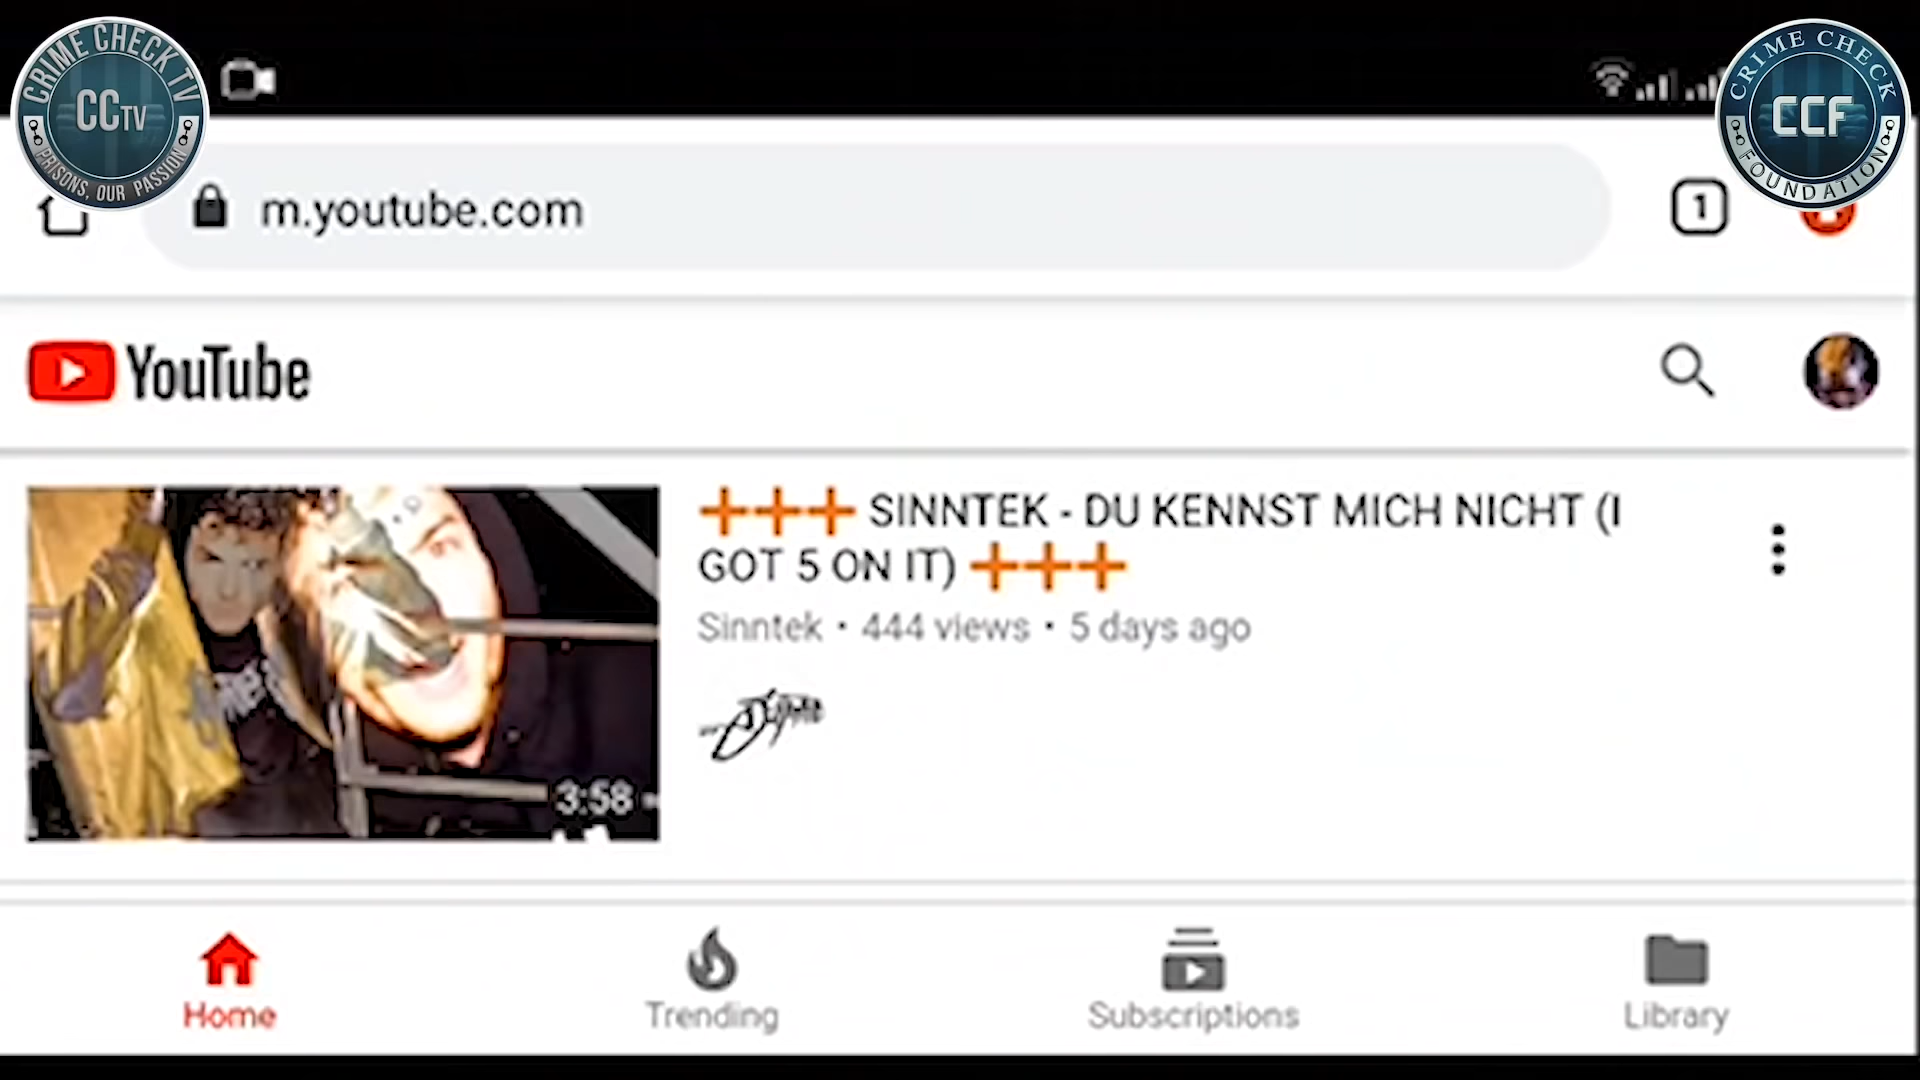 CRIME CHECK TV
CCTV
PRISONS, OUR PASSION
CRIME CHECK
CCF
FOUNDATION
m.youtube.com
1
YouTube
+++ SINNTEK - DU KENNST MICH NICHT (I
GOT 5 ON IT) +++
Sinntek • 444 views • 5 days ago
3:58
Home
Trending
Subscriptions
Library